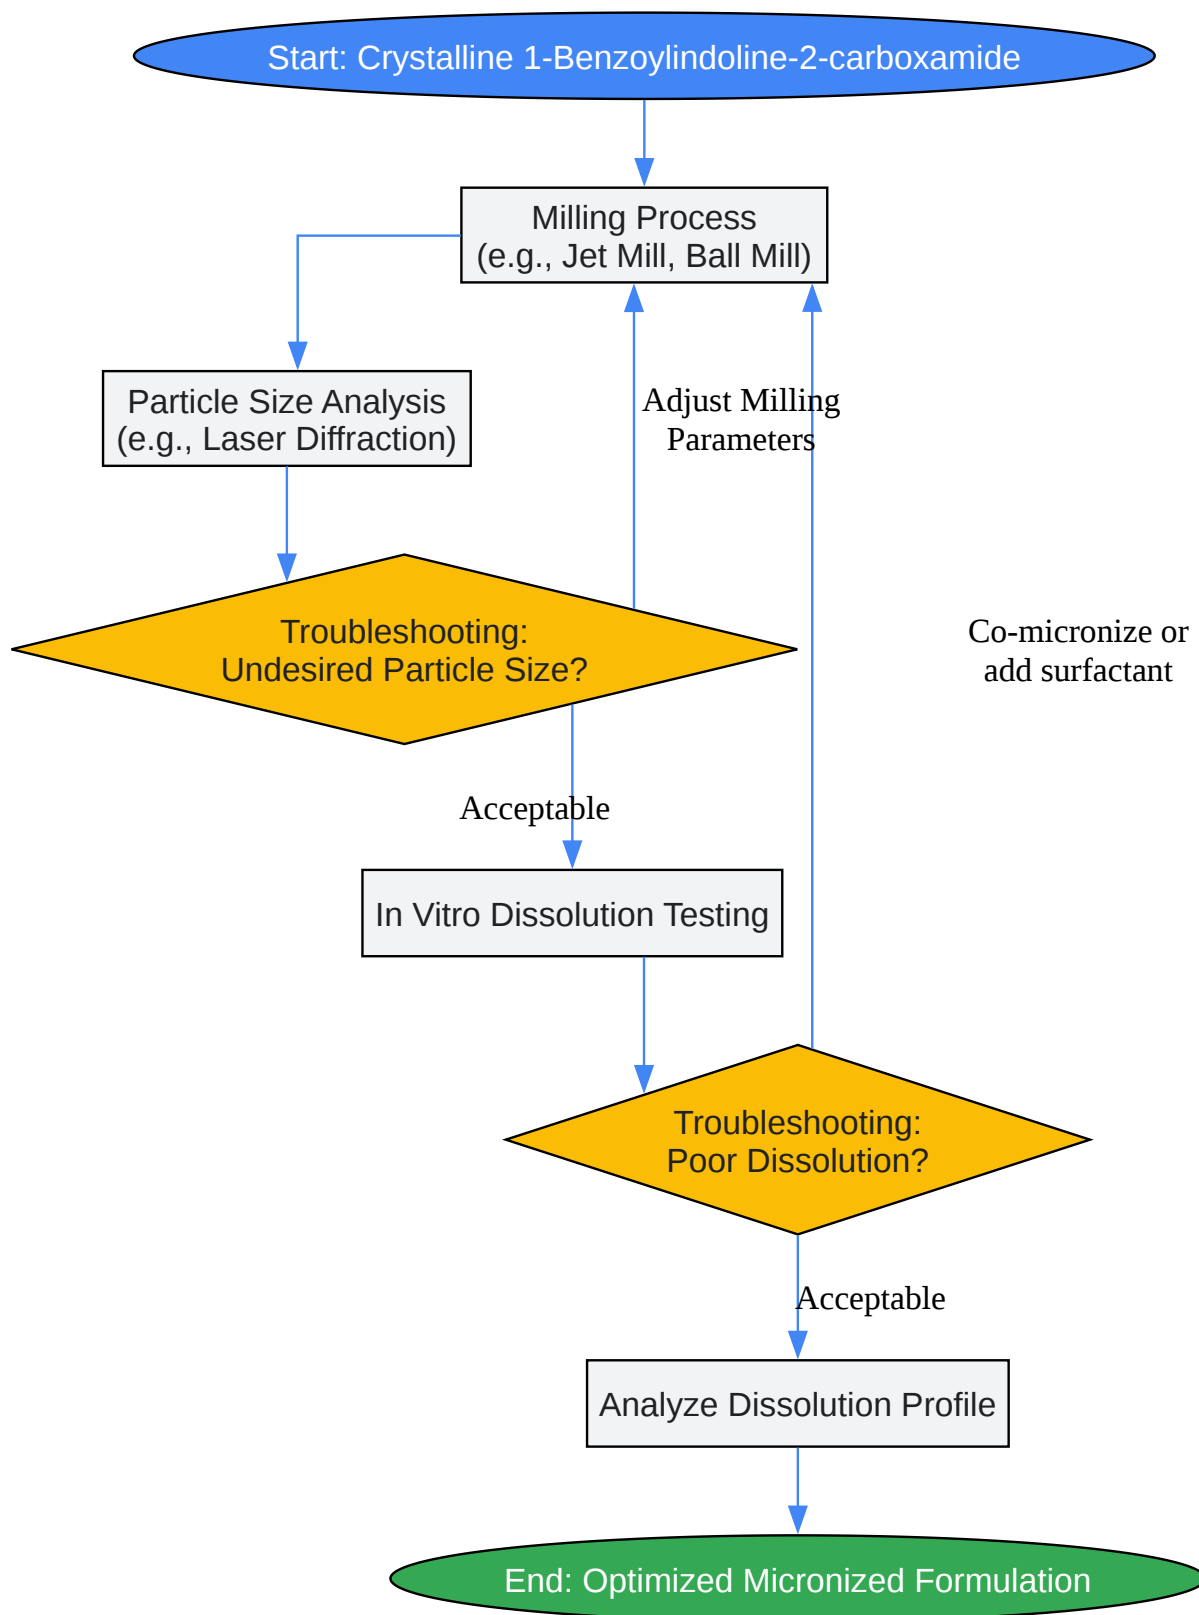 Start: Crystalline 1-Benzoylindoline-2-carboxamide
Milling Process
(e.g., Jet Mill, Ball Mill)
Particle Size Analysis
(e.g., Laser Diffraction)
Adjust Milling
Parameters
Troubleshooting:
Undesired Particle Size?
Co-micronize or
add surfactant
Acceptable
In Vitro Dissolution Testing
Troubleshooting:
Poor Dissolution?
Acceptable
Analyze Dissolution Profile
End: Optimized Micronized Formulation